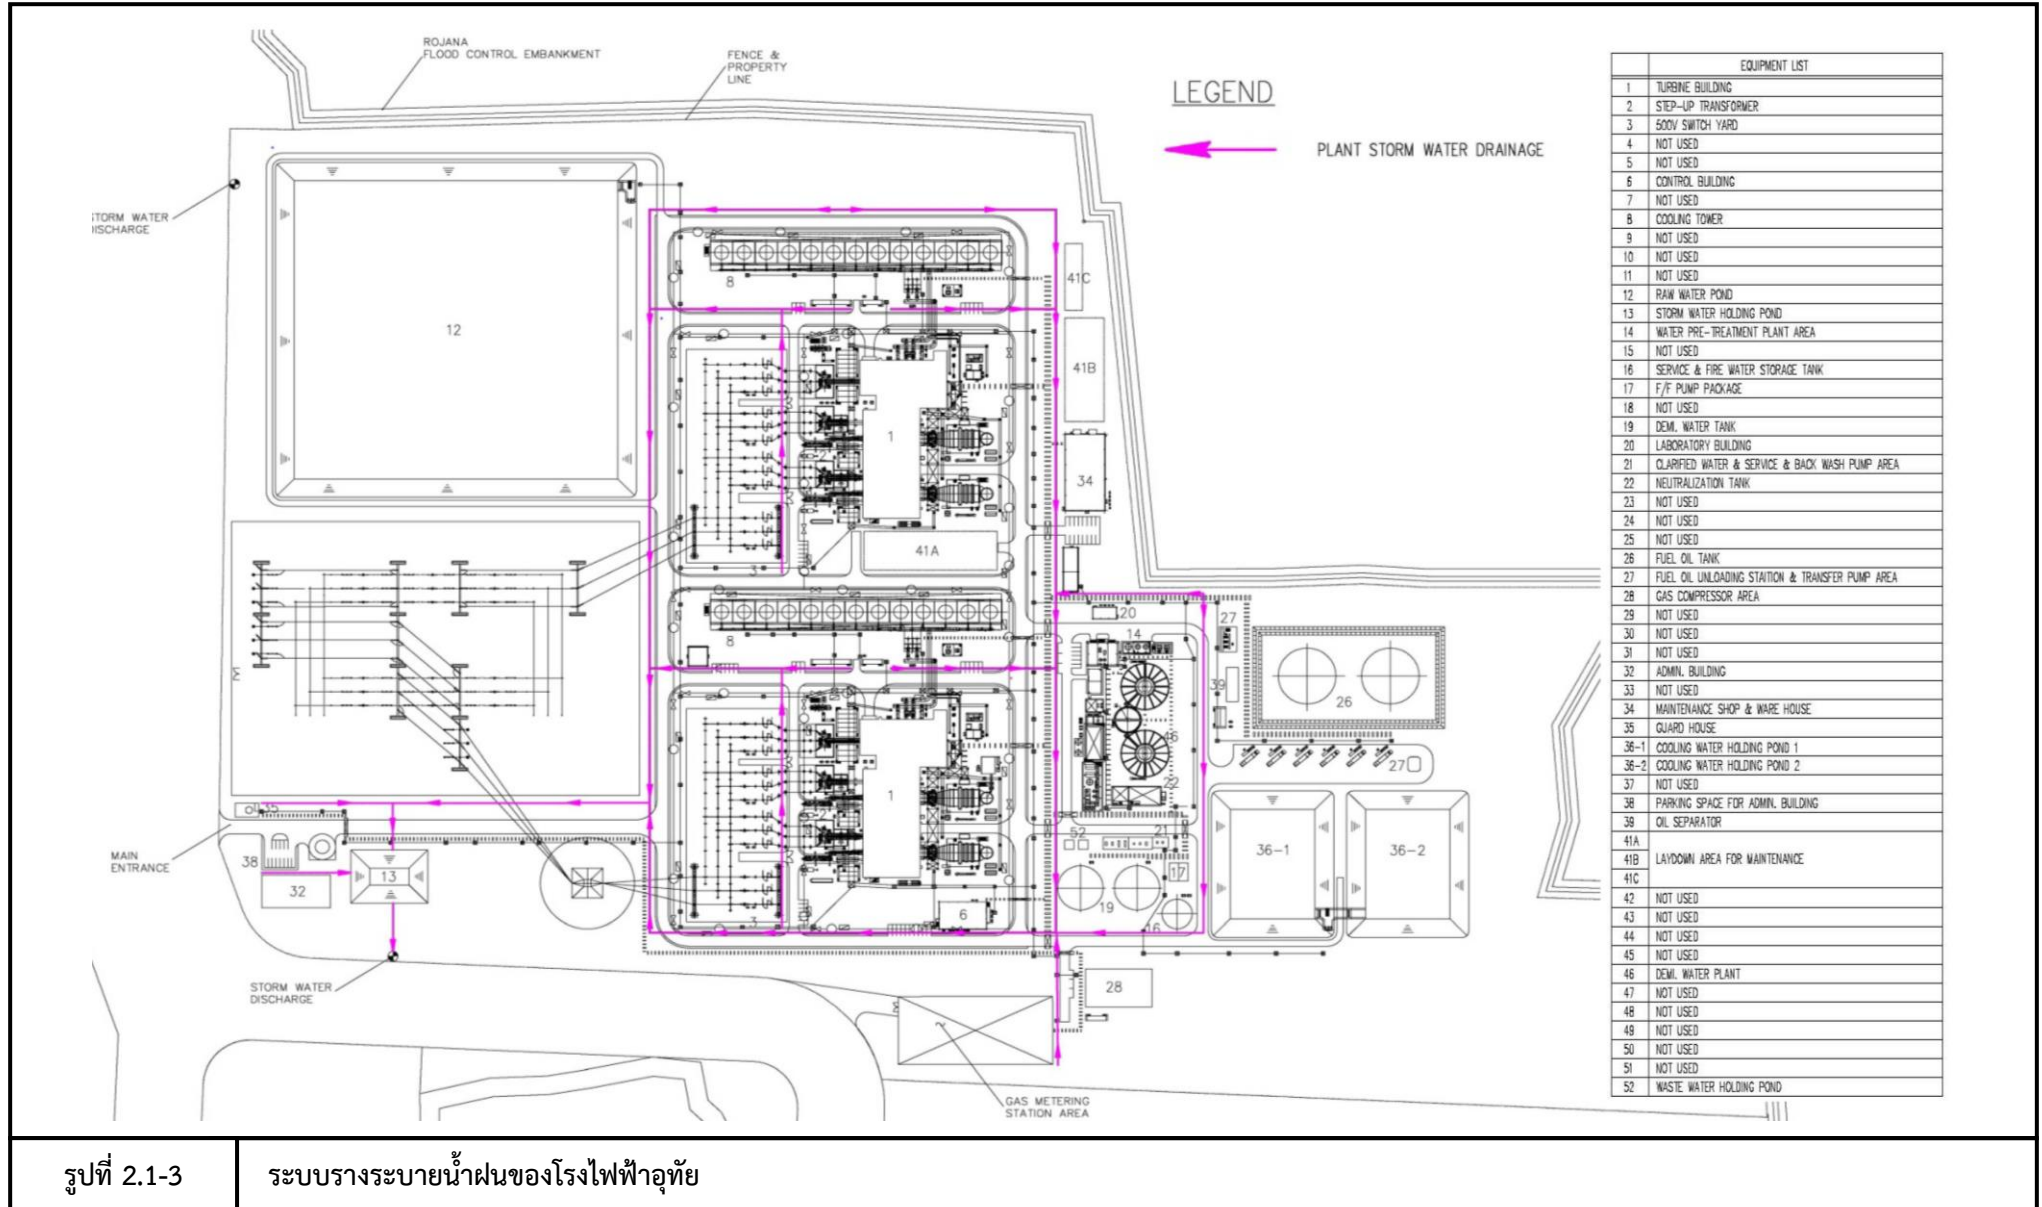 ROJANA
FLOOD CONTROL EMBANKMENT
FENCE &
PROPERTY
LINE
LEGEND
PLANT STORM WATER DRAINAGE
STORM WATER
DISCHARGE
12
8
41C
41B
1
34
41A
3
8
20
27
14
39
26
46
22
27
35
2
1
52
21
36-1
36-2
MAIN
ENTRANCE
38
13
32
17
19
16
6
3
STORM WATER
DISCHARGE
28
GAS METERING
STATION AREA
EQUIPMENT LIST
1 TURBINE BUILDING
2 STEP-UP TRANSFORMER
3 500V SWITCH YARD
4 NOT USED
5 NOT USED
6 CONTROL BUILDING
7 NOT USED
8 COOLING TOWER
9 NOT USED
10 NOT USED
11 NOT USED
12 RAW WATER POND
13 STORM WATER HOLDING POND
14 WATER PRE-TREATMENT PLANT AREA
15 NOT USED
16 SERVICE & FIRE WATER STORAGE TANK
17 F/F PUMP PACKAGE
18 NOT USED
19 DEMI. WATER TANK
20 LABORATORY BUILDING
21 CLARIFIED WATER & SERVICE & BACK WASH PUMP AREA
22 NEUTRALIZATION TANK
23 NOT USED
24 NOT USED
25 NOT USED
26 FUEL OIL TANK
27 FUEL OIL UNLOADING STAITION & TRANSFER PUMP AREA
28 GAS COMPRESSOR AREA
29 NOT USED
30 NOT USED
31 NOT USED
32 ADMIN. BUILDING
33 NOT USED
34 MAINTENANCE SHOP & WARE HOUSE
35 GUARD HOUSE
36-1 COOLING WATER HOLDING POND 1
36-2 COOLING WATER HOLDING POND 2
37 NOT USED
38 PARKING SPACE FOR ADMIN. BUILDING
39 OIL SEPARATOR
41A
41B LAYDOWN AREA FOR MAINTENANCE
41C
42 NOT USED
43 NOT USED
44 NOT USED
45 NOT USED
46 DEMI. WATER PLANT
47 NOT USED
48 NOT USED
49 NOT USED
50 NOT USED
51 NOT USED
52 WASTE WATER HOLDING POND
รูปที่ 2.1-3
ระบบรางระบายน้ำฝนของโรงไฟฟ้าอุทัย